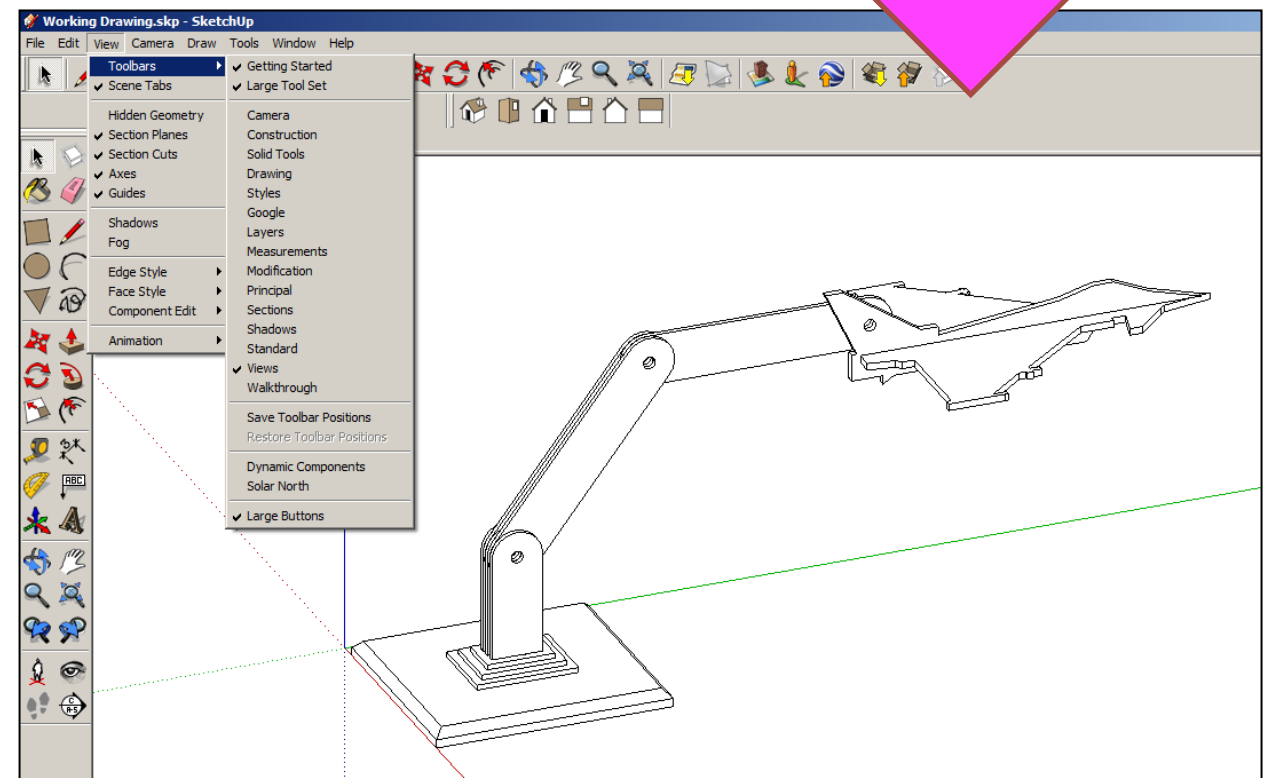 Working Drawing.skp - SketchUp
File Edit View Camera Draw Tools Window Help
Toolbars
Scene Tabs
Hidden Geometry
Section Planes
Section Cuts
Axes
Guides
Shadows
Fog
Edge Style
Face Style
Component Edit
Animation
Getting Started
Large Tool Set
Camera
Construction
Solid Tools
Drawing
Styles
Google
Layers
Measurements
Modification
Principal
Sections
Shadows
Standard
Views
Walkthrough
Save Toolbar Positions
Restore Toolbar Positions
Dynamic Components
Solar North
Large Buttons
ABC